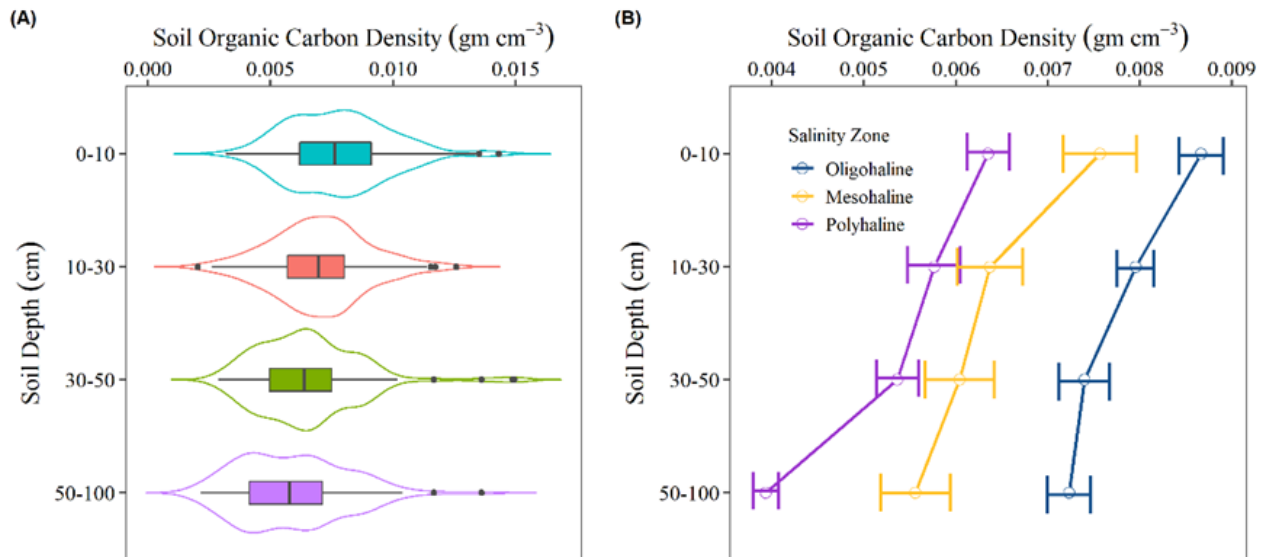 (A)
Soil Organic Carbon Density (gm cm⁻³)
0.000 0.005 0.010 0.015
Soil Depth (cm)
0-10
10-30
30-50
50-100
(B)
Soil Organic Carbon Density (gm cm⁻³)
0.004 0.005 0.006 0.007 0.008 0.009
Soil Depth (cm)
0-10
10-30
30-50
50-100
Salinity Zone
Oligohaline
Mesohaline
Polyhaline